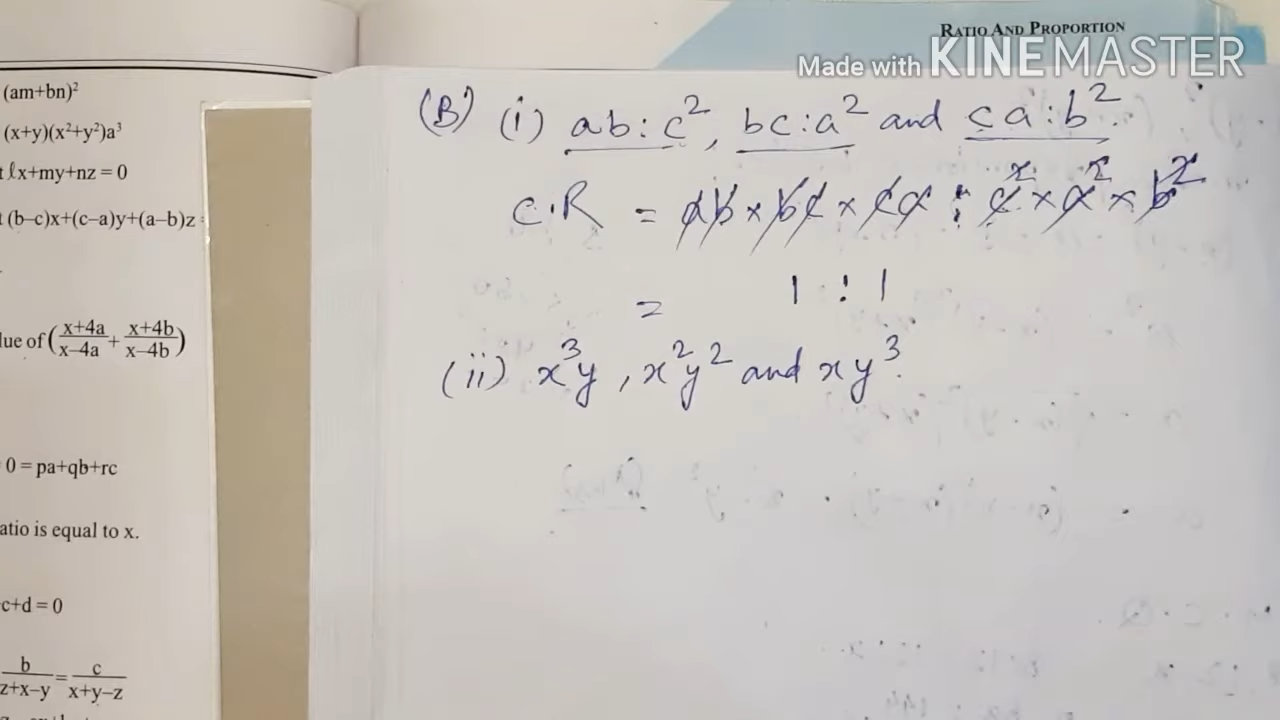 RATIO AND PROPORTION
Made with KINEMASTER
(am+bn)²
(x+y)(x²+y²)a³
ℓx+my+nz = 0
(b–c)x+(c–a)y+(a–b)z
of (x+4a/x–4a + x+4b/x–4b)
0 = pa+qb+rc
is equal to x.
c+d = 0
b/z+x–y = c/x+y–z
(B) (i) ab : c², bc : a² and ca : b².
C.R = ab × bc × ca : c² × a² × b²
= 1 : 1
(ii) x³y, x²y² and xy³.